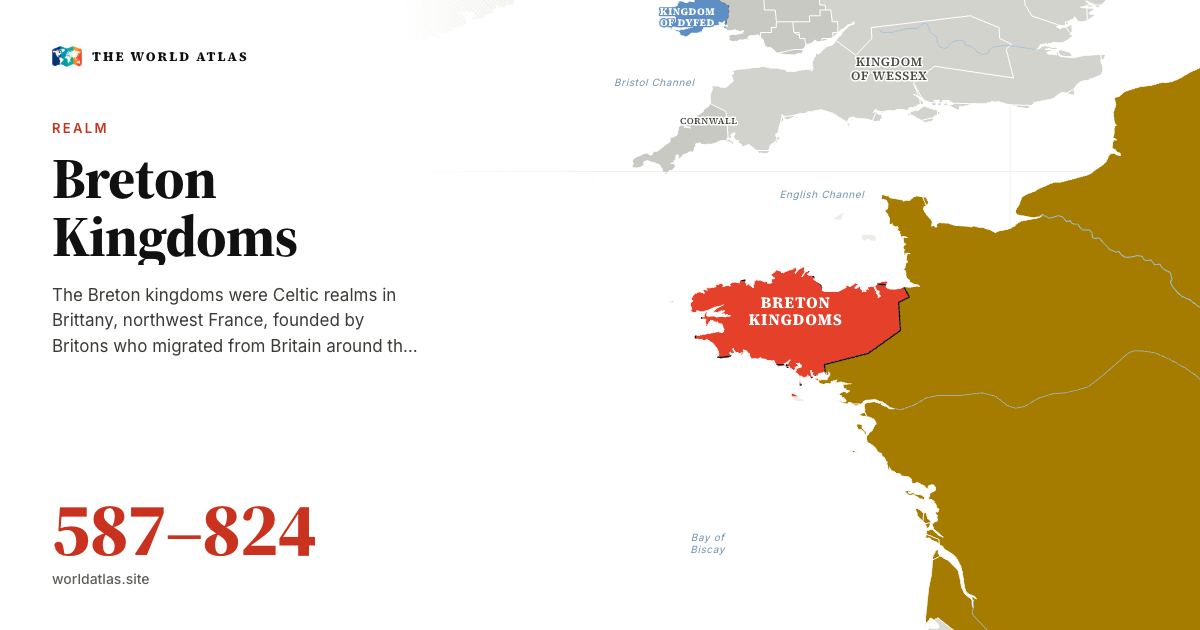 THE WORLD ATLAS
REALM
Breton
Kingdoms
The Breton kingdoms were Celtic realms in
Brittany, northwest France, founded by
Britons who migrated from Britain around th...
587–824
worldatlas.site
KINGDOM
OF DYFED
Bristol Channel
KINGDOM
OF WESSEX
CORNWALL
English Channel
BRETON
KINGDOMS
Bay of
Biscay